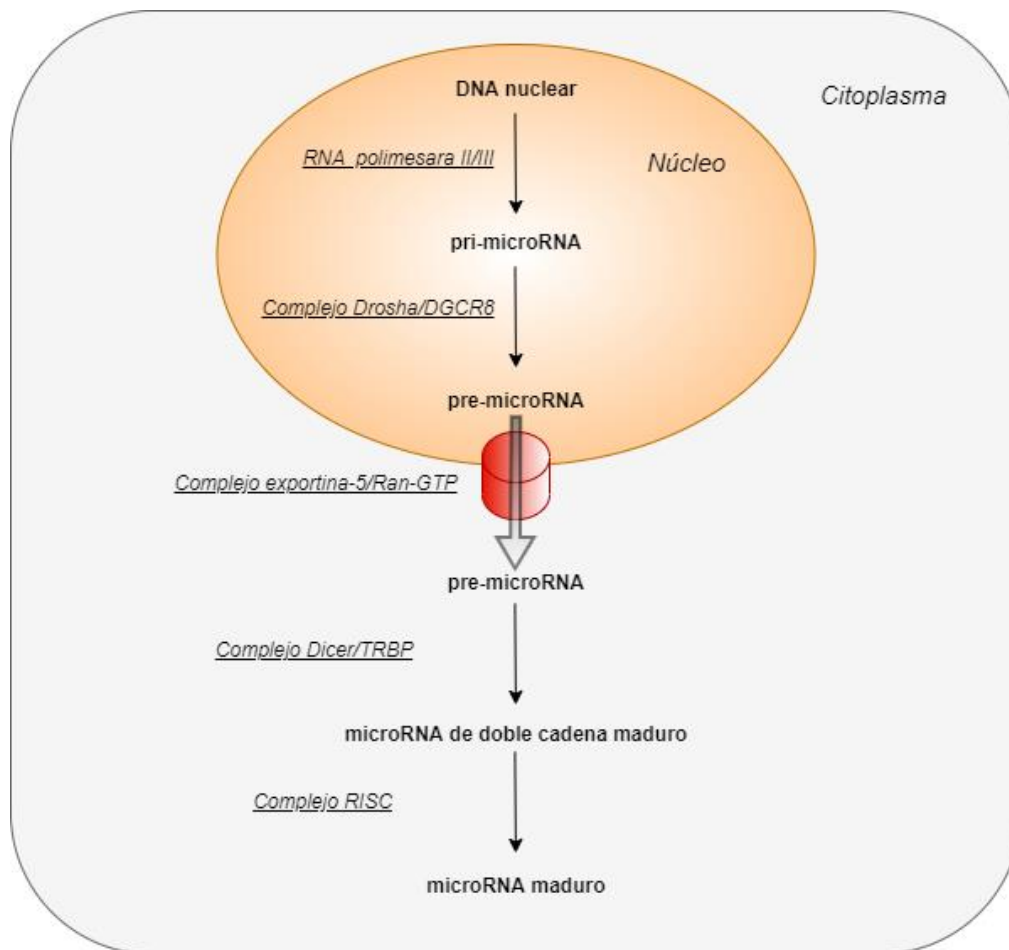 DNA nuclear
Citoplasma
RNA polimesara II/III
Núcleo
pri-microRNA
Complejo Drosha/DGCR8
pre-microRNA
Complejo exportina-5/Ran-GTP
pre-microRNA
Complejo Dicer/TRBP
microRNA de doble cadena maduro
Complejo RISC
microRNA maduro